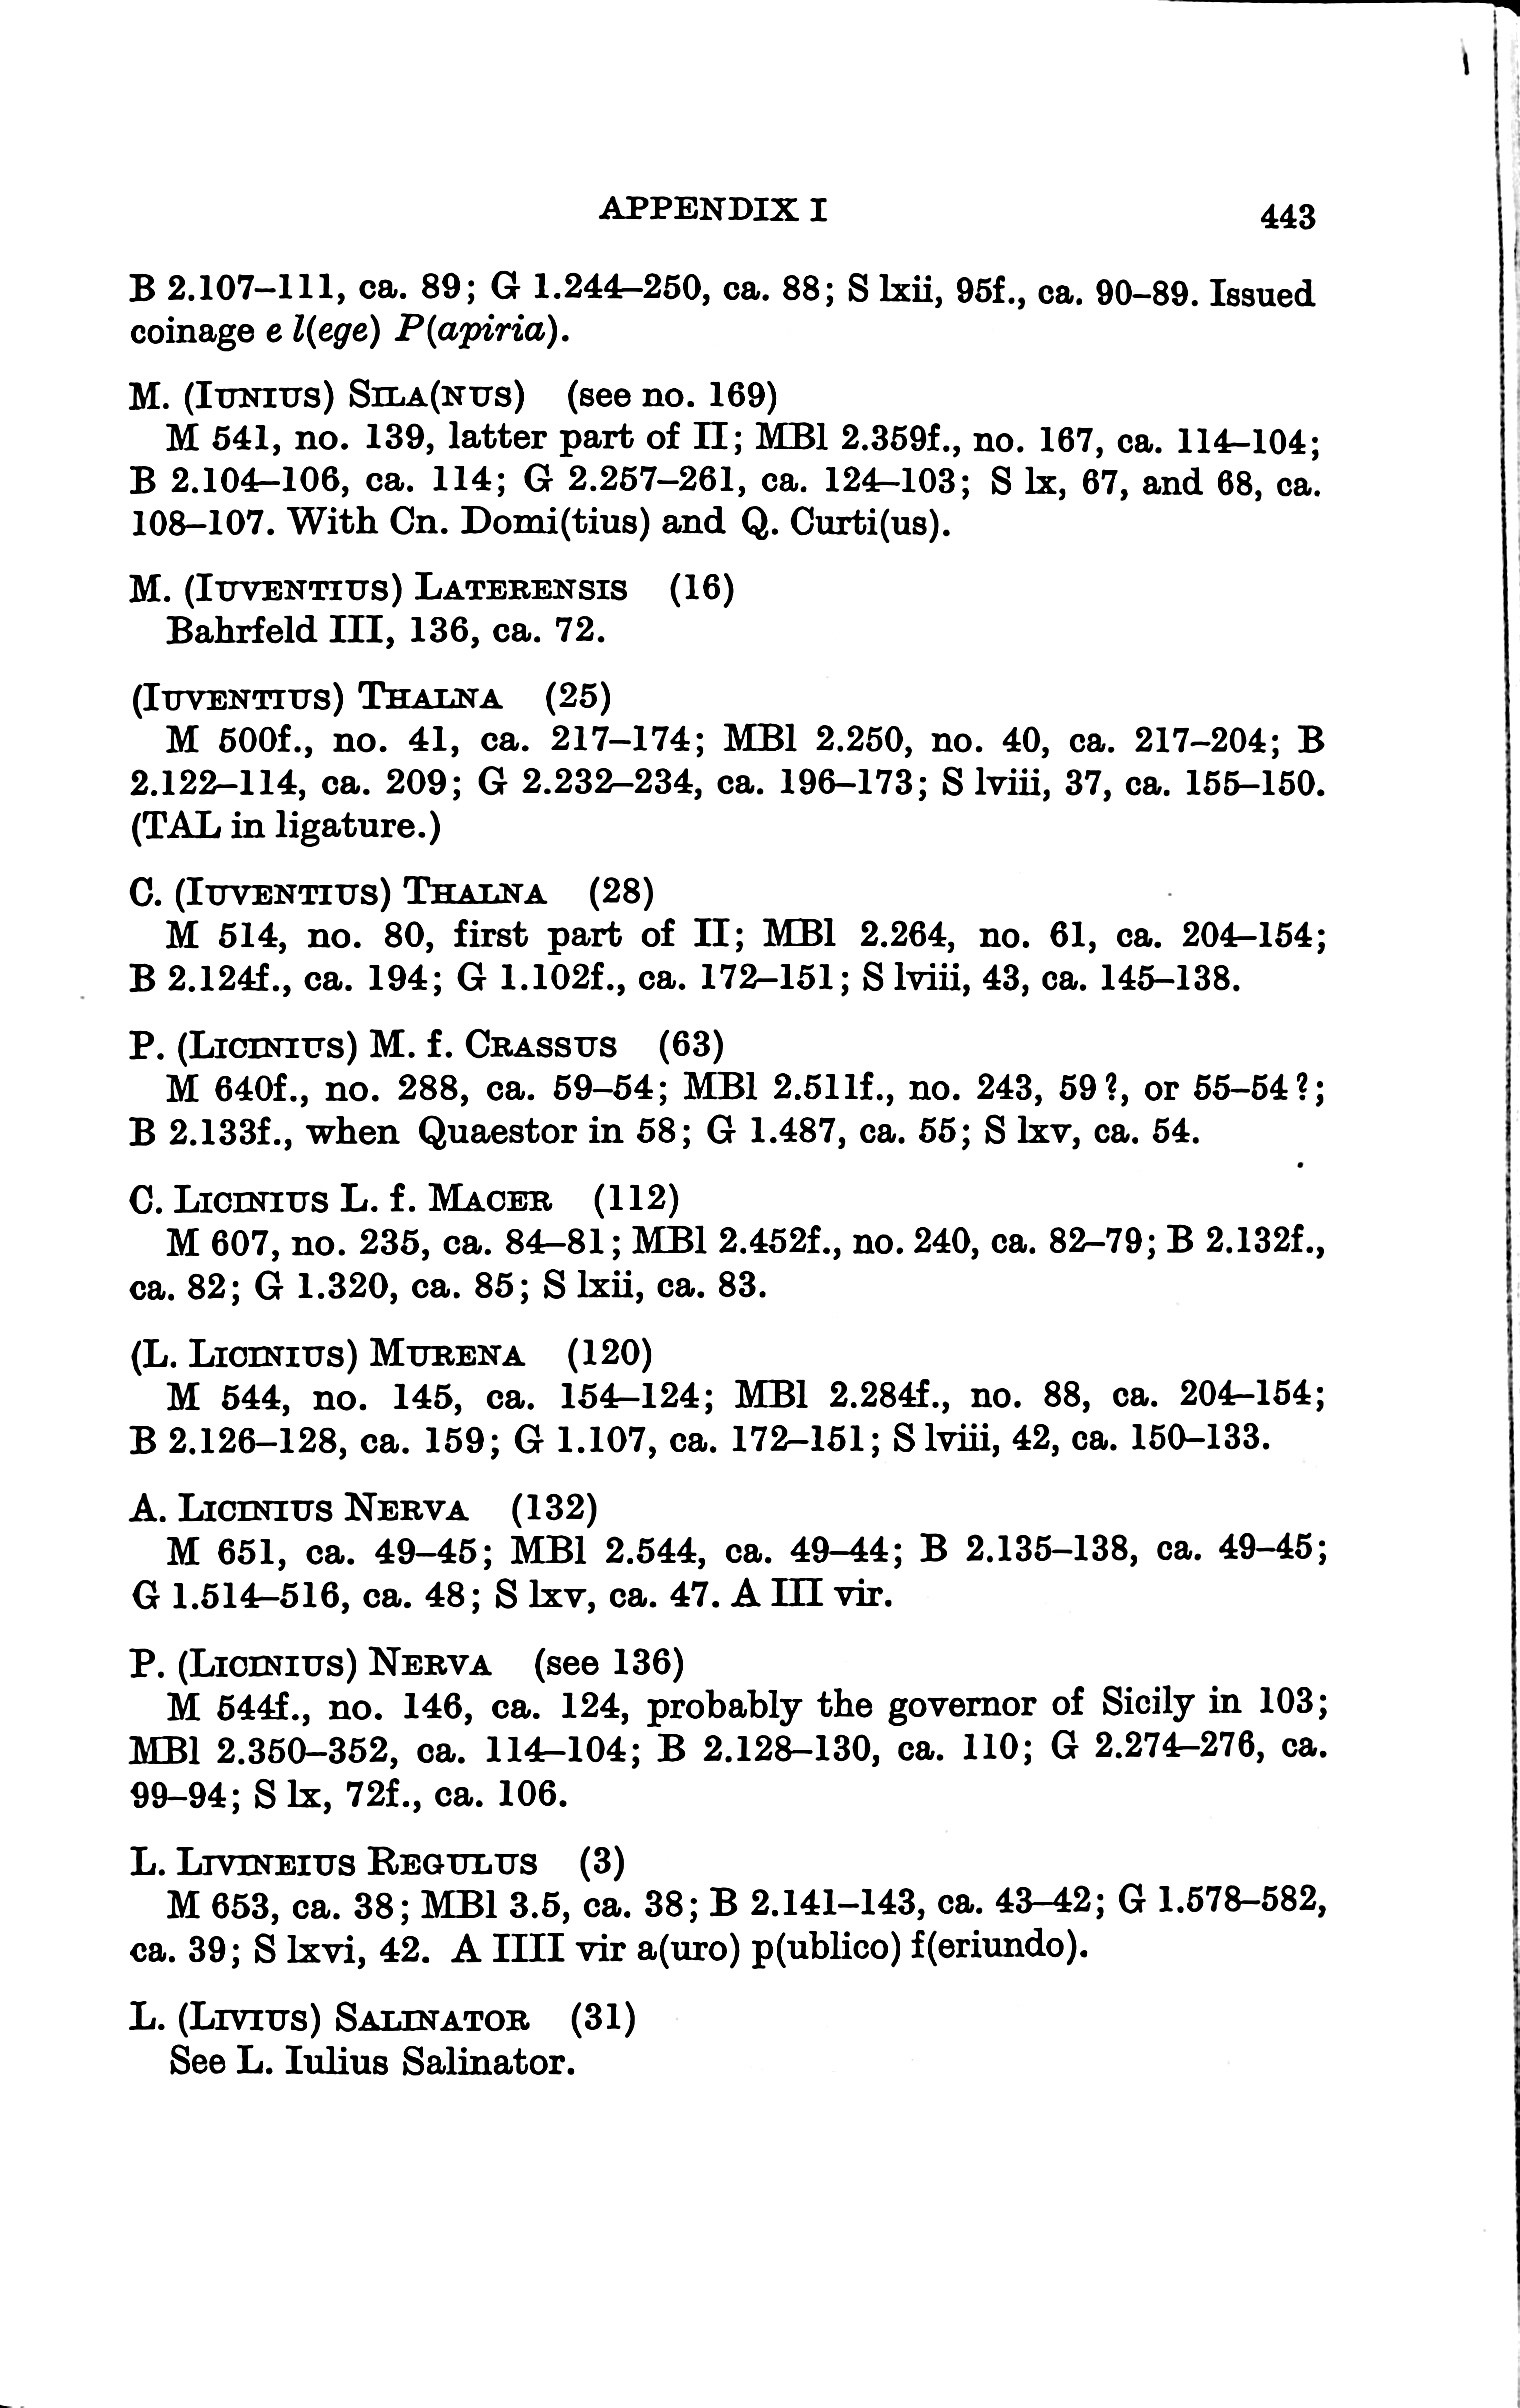 APPENDIX I 443
B 2.107–111, ca. 89; G 1.244–250, ca. 88; S lxii, 95f., ca. 90–89. Issued
coinage e l(ege) P(apiria).
M. (IUNIUS) SILA(NUS) (see no. 169)
M 541, no. 139, latter part of II; MBl 2.359f., no. 167, ca. 114–104;
B 2.104–106, ca. 114; G 2.257–261, ca. 124–103; S lx, 67, and 68, ca.
108–107. With Cn. Domi(tius) and Q. Curti(us).
M. (IUVENTIUS) LATERENSIS (16)
Bahrfeld III, 136, ca. 72.
(IUVENTIUS) THALNA (25)
M 500f., no. 41, ca. 217–174; MBl 2.250, no. 40, ca. 217–204; B
2.122–114, ca. 209; G 2.232–234, ca. 196–173; S lviii, 37, ca. 155–150.
(TAL in ligature.)
C. (IUVENTIUS) THALNA (28)
M 514, no. 80, first part of II; MBl 2.264, no. 61, ca. 204–154;
B 2.124f., ca. 194; G 1.102f., ca. 172–151; S lviii, 43, ca. 145–138.
P. (LICINIUS) M. f. CRASSUS (63)
M 640f., no. 288, ca. 59–54; MBl 2.511f., no. 243, 59?, or 55–54?;
B 2.133f., when Quaestor in 58; G 1.487, ca. 55; S lxv, ca. 54.
C. LICINIUS L. f. MACER (112)
M 607, no. 235, ca. 84–81; MBl 2.452f., no. 240, ca. 82–79; B 2.132f.,
ca. 82; G 1.320, ca. 85; S lxii, ca. 83.
(L. LICINIUS) MURENA (120)
M 544, no. 145, ca. 154–124; MBl 2.284f., no. 88, ca. 204–154;
B 2.126–128, ca. 159; G 1.107, ca. 172–151; S lviii, 42, ca. 150–133.
A. LICINIUS NERVA (132)
M 651, ca. 49–45; MBl 2.544, ca. 49–44; B 2.135–138, ca. 49–45;
G 1.514–516, ca. 48; S lxv, ca. 47. A III vir.
P. (LICINIUS) NERVA (see 136)
M 544f., no. 146, ca. 124, probably the governor of Sicily in 103;
MBl 2.350–352, ca. 114–104; B 2.128–130, ca. 110; G 2.274–276, ca.
99–94; S lx, 72f., ca. 106.
L. LIVINEIUS REGULUS (3)
M 653, ca. 38; MBl 3.5, ca. 38; B 2.141–143, ca. 43–42; G 1.578–582,
ca. 39; S lxvi, 42. A IIII vir a(uro) p(ublico) f(eriundo).
L. (LIVIUS) SALINATOR (31)
See L. Iulius Salinator.